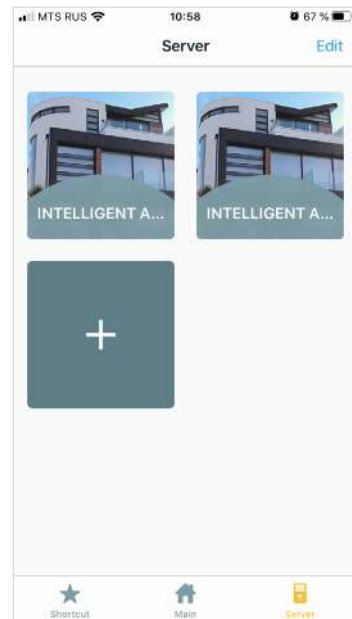 MTS RUS 10:58 67 %
Server Edit
INTELLIGENT A... INTELLIGENT A...
+
Shortcut Main Server